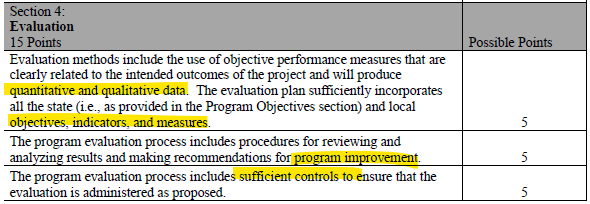 Section 4:
Evaluation
15 Points
Possible Points
Evaluation methods include the use of objective performance measures that are
clearly related to the intended outcomes of the project and will produce
quantitative and qualitative data.  The evaluation plan sufficiently incorporates
all the state (i.e., as provided in the Program Objectives section) and local
objectives, indicators, and measures.
5
The program evaluation process includes procedures for reviewing and
analyzing results and making recommendations for program improvement.
5
The program evaluation process includes sufficient controls to ensure that the
evaluation is administered as proposed.
5